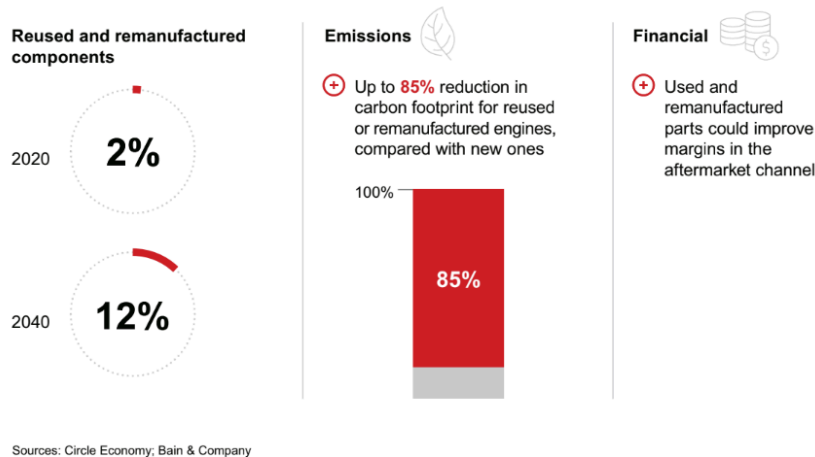 Reused and remanufactured
components
2020
2%
2040
12%
Emissions
Up to 85% reduction in
carbon footprint for reused
or remanufactured engines,
compared with new ones
100%
85%
Financial
$
Used and
remanufactured
parts could improve
margins in the
aftermarket channel
Sources: Circle Economy; Bain & Company